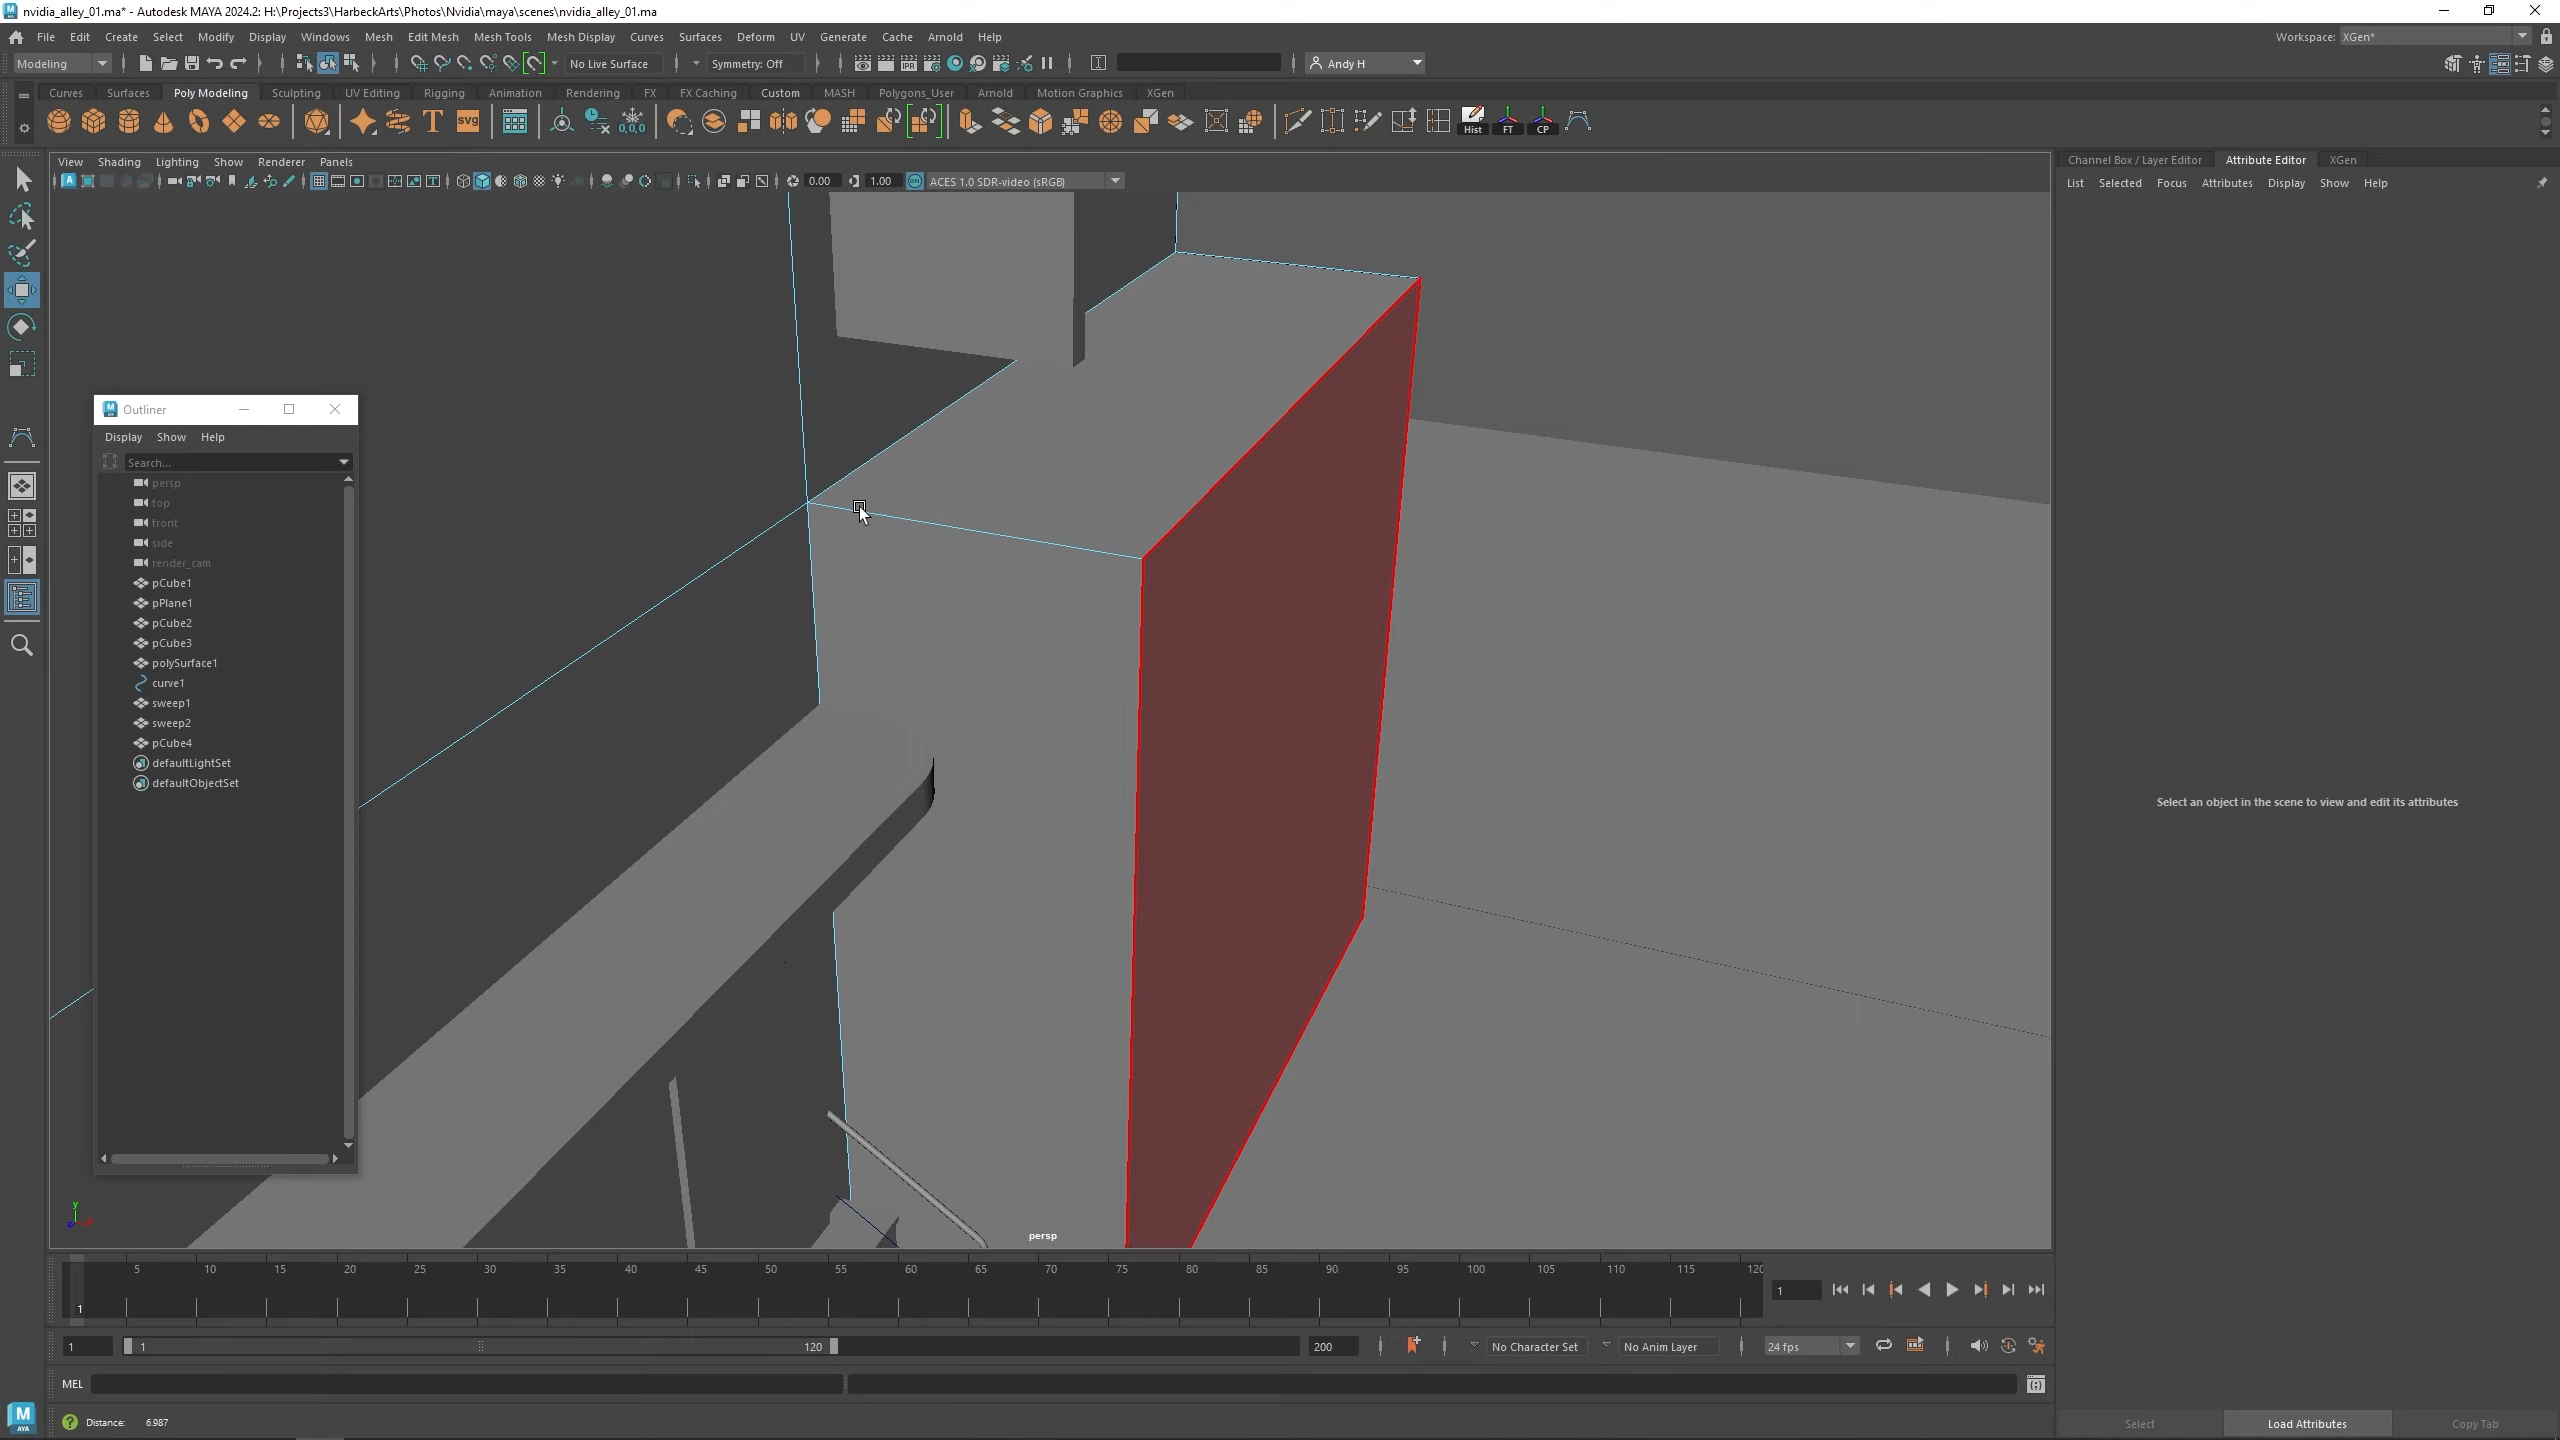 nvidia_alley_01.ma* - Autodesk MAYA 2024.2: H:\Projects3\HarbeckArts\Photos\Nvidia\maya\scenes\nvidia_alley_01.ma
File Edit Create Select Modify Display Windows Mesh Edit Mesh Mesh Tools Mesh Display Curves Surfaces Deform UV Generate Cache Arnold Help
Workspace: XGen*
Modeling No Live Surface Symmetry: Off IPR Andy H
Curves Surfaces Poly Modeling Sculpting UV Editing Rigging Animation Rendering FX FX Caching Custom MASH Polygons_User Arnold Motion Graphics XGen
T SVG 0,0,0 Hist FT CP
View Shading Lighting Show Renderer Panels
0.00 1.00 ACES 1.0 SDR-video (sRGB)
Channel Box / Layer Editor Attribute Editor XGen
List Selected Focus Attributes Display Show Help
Outliner
Display Show Help
Search...
persp
top
front
side
render_cam
pCube1
pPlane1
pCube2
pCube3
polySurface1
curve1
sweep1
sweep2
pCube4
defaultLightSet
defaultObjectSet
Select an object in the scene to view and edit its attributes
y
persp
5 10 15 20 25 30 35 40 45 50 55 60 65 70 75 80 85 90 95 100 105 110 115 120
1
1
1 1 120 200 No Character Set No Anim Layer 24 fps
MEL
Distance: 6.987
Select Load Attributes Copy Tab
M
AYA